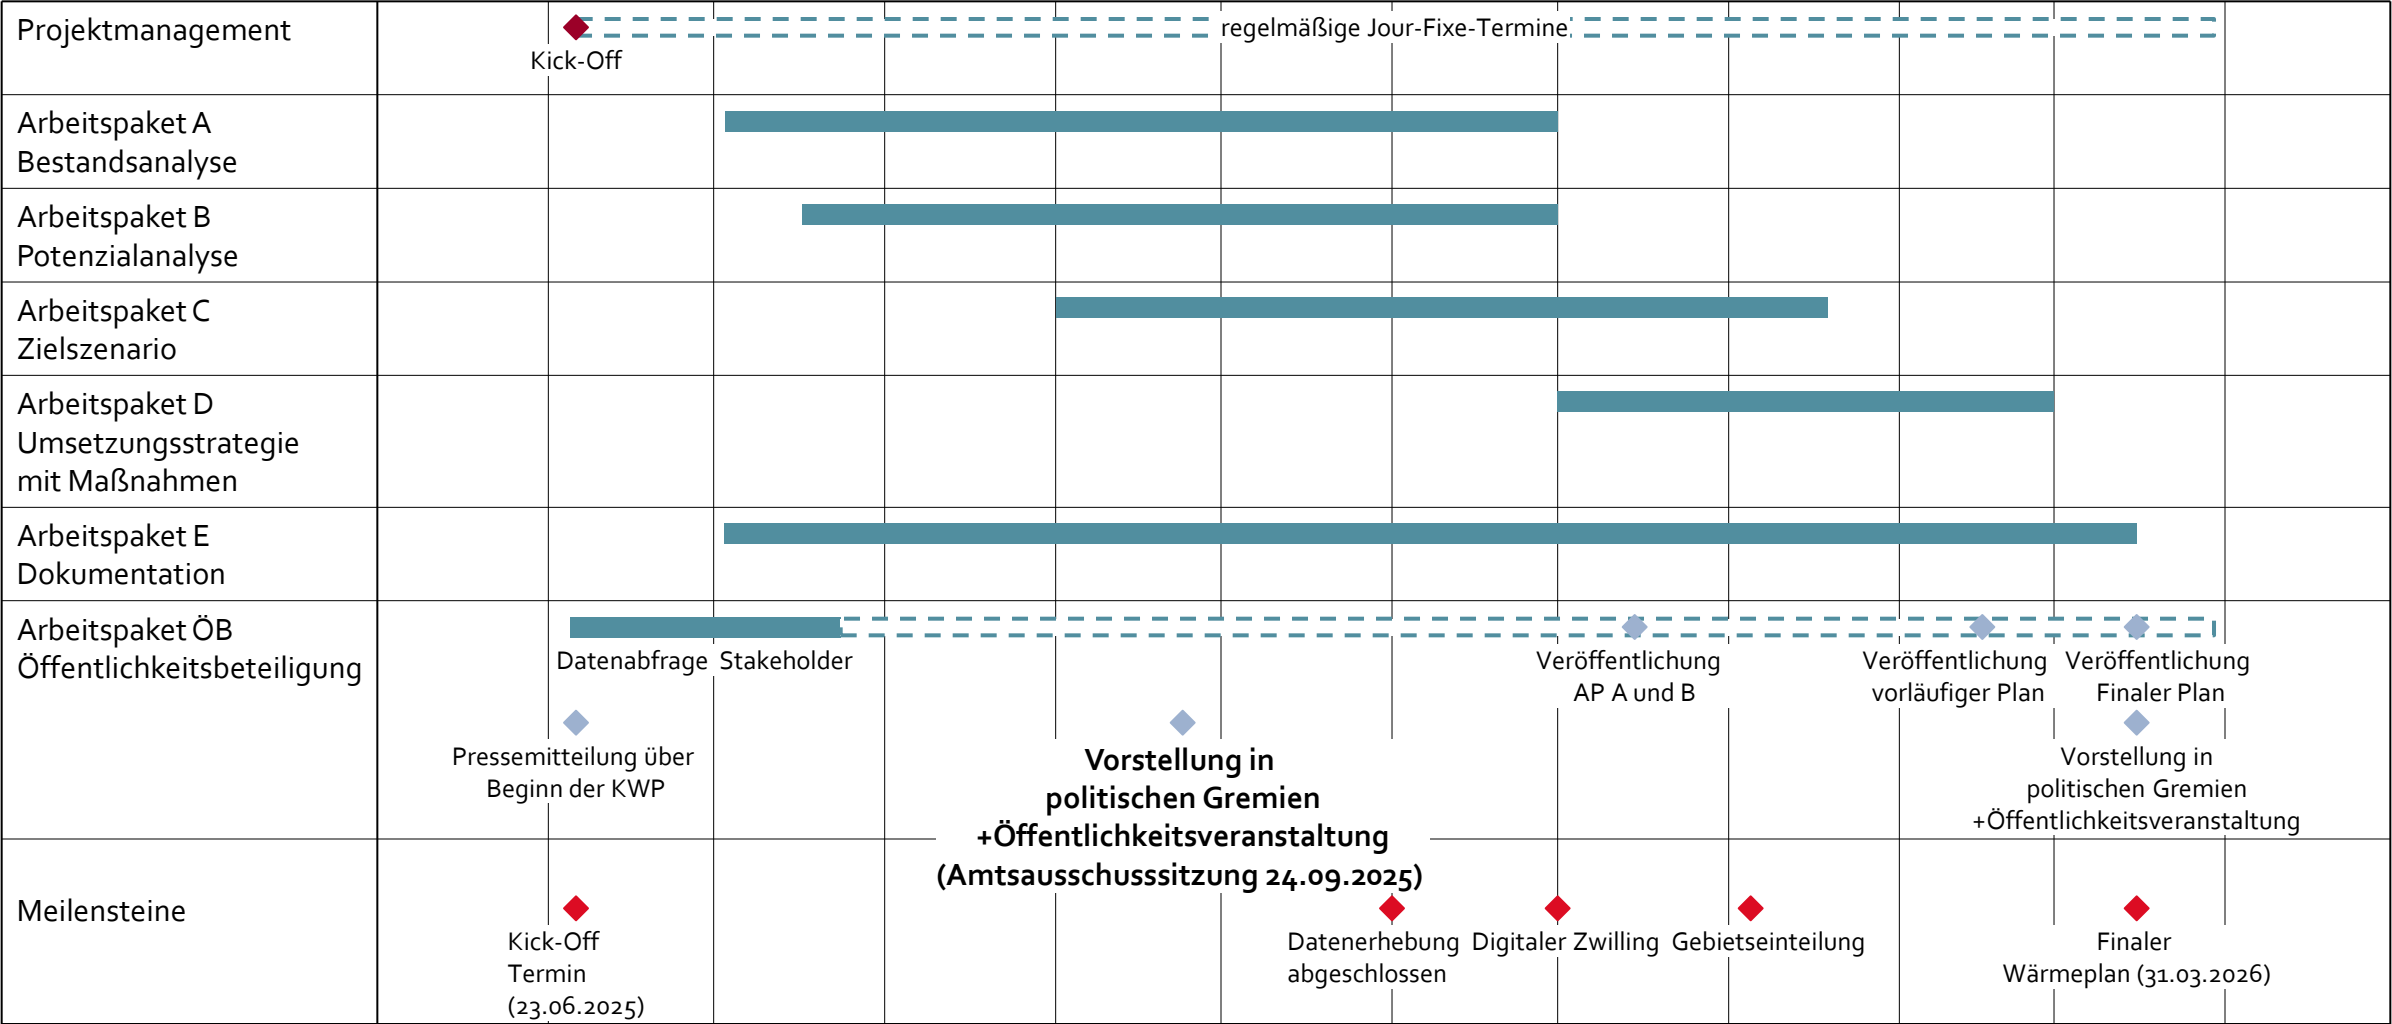 Projektmanagement
regelmäßige Jour-Fixe-Termine
Kick-Off
Arbeitspaket A
Bestandsanalyse
Arbeitspaket B
Potenzialanalyse
Arbeitspaket C
Zielszenario
Arbeitspaket D
Umsetzungsstrategie
mit Maßnahmen
Arbeitspaket E
Dokumentation
Arbeitspaket ÖB
Öffentlichkeitsbeteiligung
Datenabfrage Stakeholder
Veröffentlichung
AP A und B
Veröffentlichung
vorläufiger Plan
Veröffentlichung
Finaler Plan
Pressemitteilung über
Beginn der KWP
Vorstellung in
politischen Gremien
+Öffentlichkeitsveranstaltung
(Amtsausschusssitzung 24.09.2025)
Vorstellung in
politischen Gremien
+Öffentlichkeitsveranstaltung
Meilensteine
Kick-Off
Termin
(23.06.2025)
Datenerhebung
abgeschlossen
Digitaler Zwilling
Gebietseinteilung
Finaler
Wärmeplan (31.03.2026)